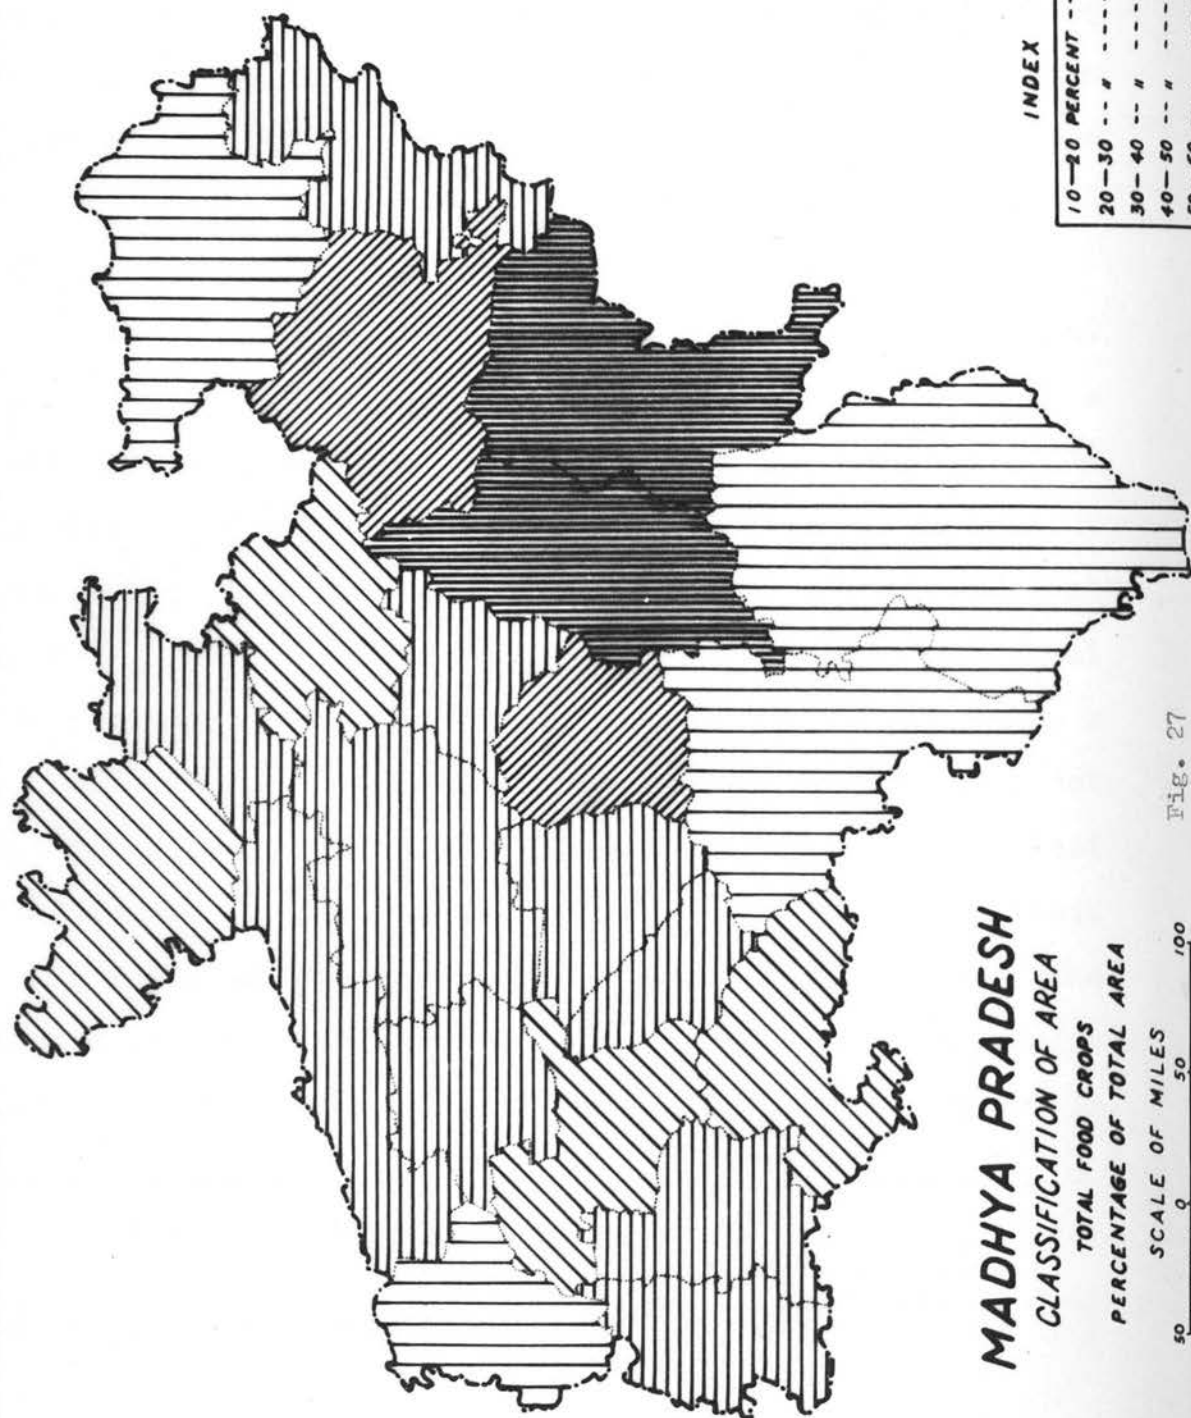 MADHYA PRADESH
CLASSIFICATION OF AREA
TOTAL FOOD CROPS
PERCENTAGE OF TOTAL AREA
SCALE OF MILES
50 0 50 100
Fig. 27
INDEX
10-20 PERCENT --
20-30 -- " ----
30-40 -- " ---
40-50 -- " ---